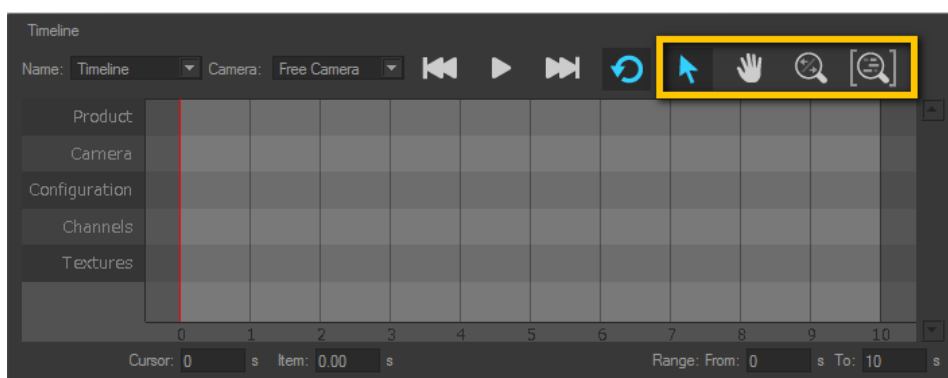 Timeline
Name: Timeline Camera: Free Camera
Product
Camera
Configuration
Channels
Textures
0 1 2 3 4 5 6 7 8 9 10
Cursor: 0 s Item: 0.00 s Range: From: 0 s To: 10 s